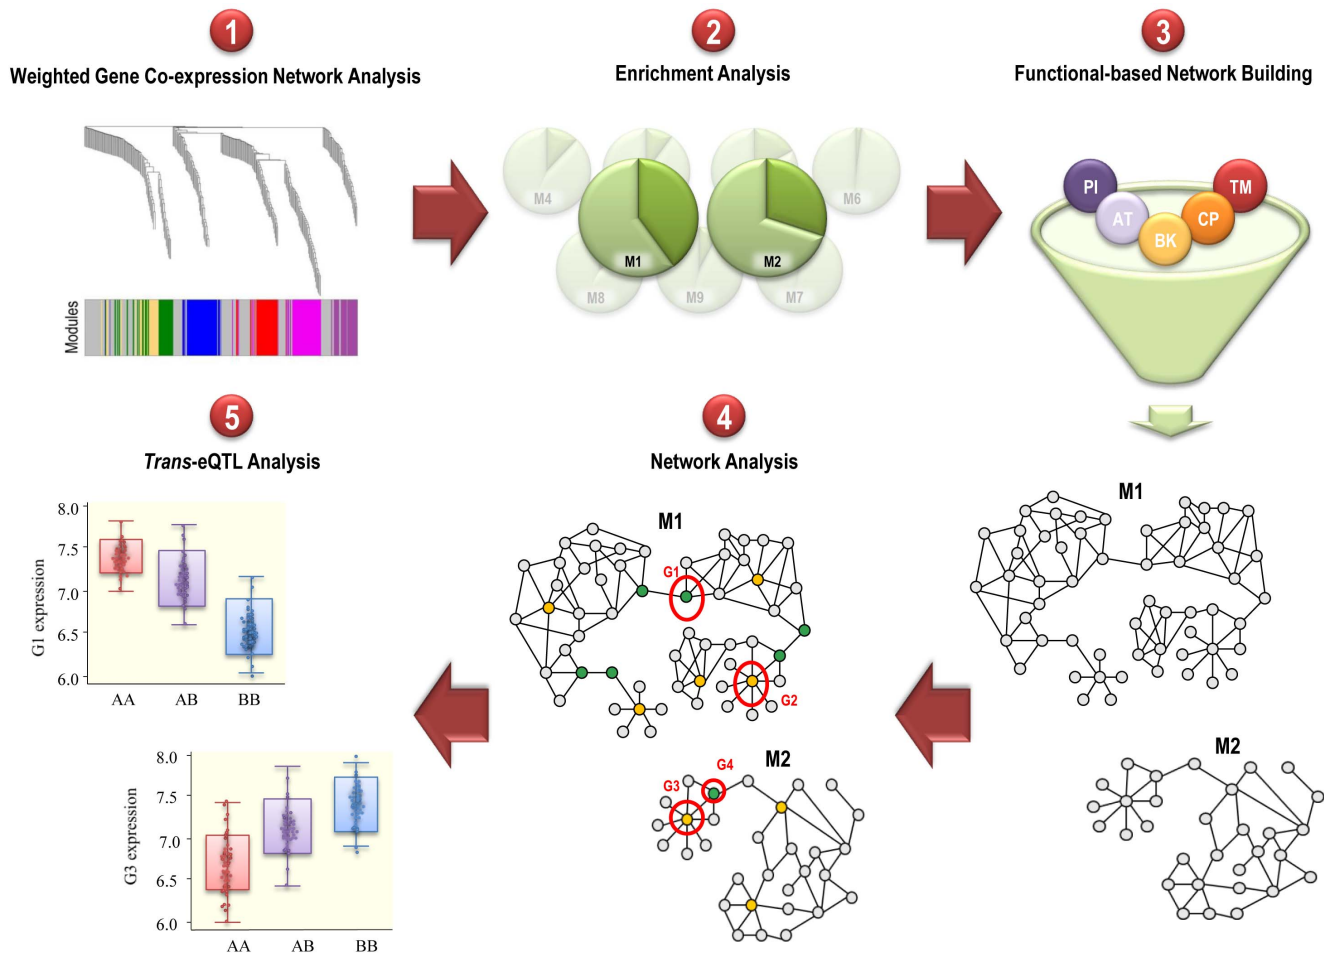 1
Weighted Gene Co-expression Network Analysis
Modules
2
Enrichment Analysis
M4
M6
M1
M2
M8
M9
M7
3
Functional-based Network Building
PI
AT
BK
CP
TM
M1
M2
4
Network Analysis
M1
G1
G2
M2
G4
G3
5
Trans-eQTL Analysis
8.0
7.5
7.0
6.5
6.0
G1 expression
AA AB BB
8.0
7.5
7.0
6.5
6.0
G3 expression
AA AB BB